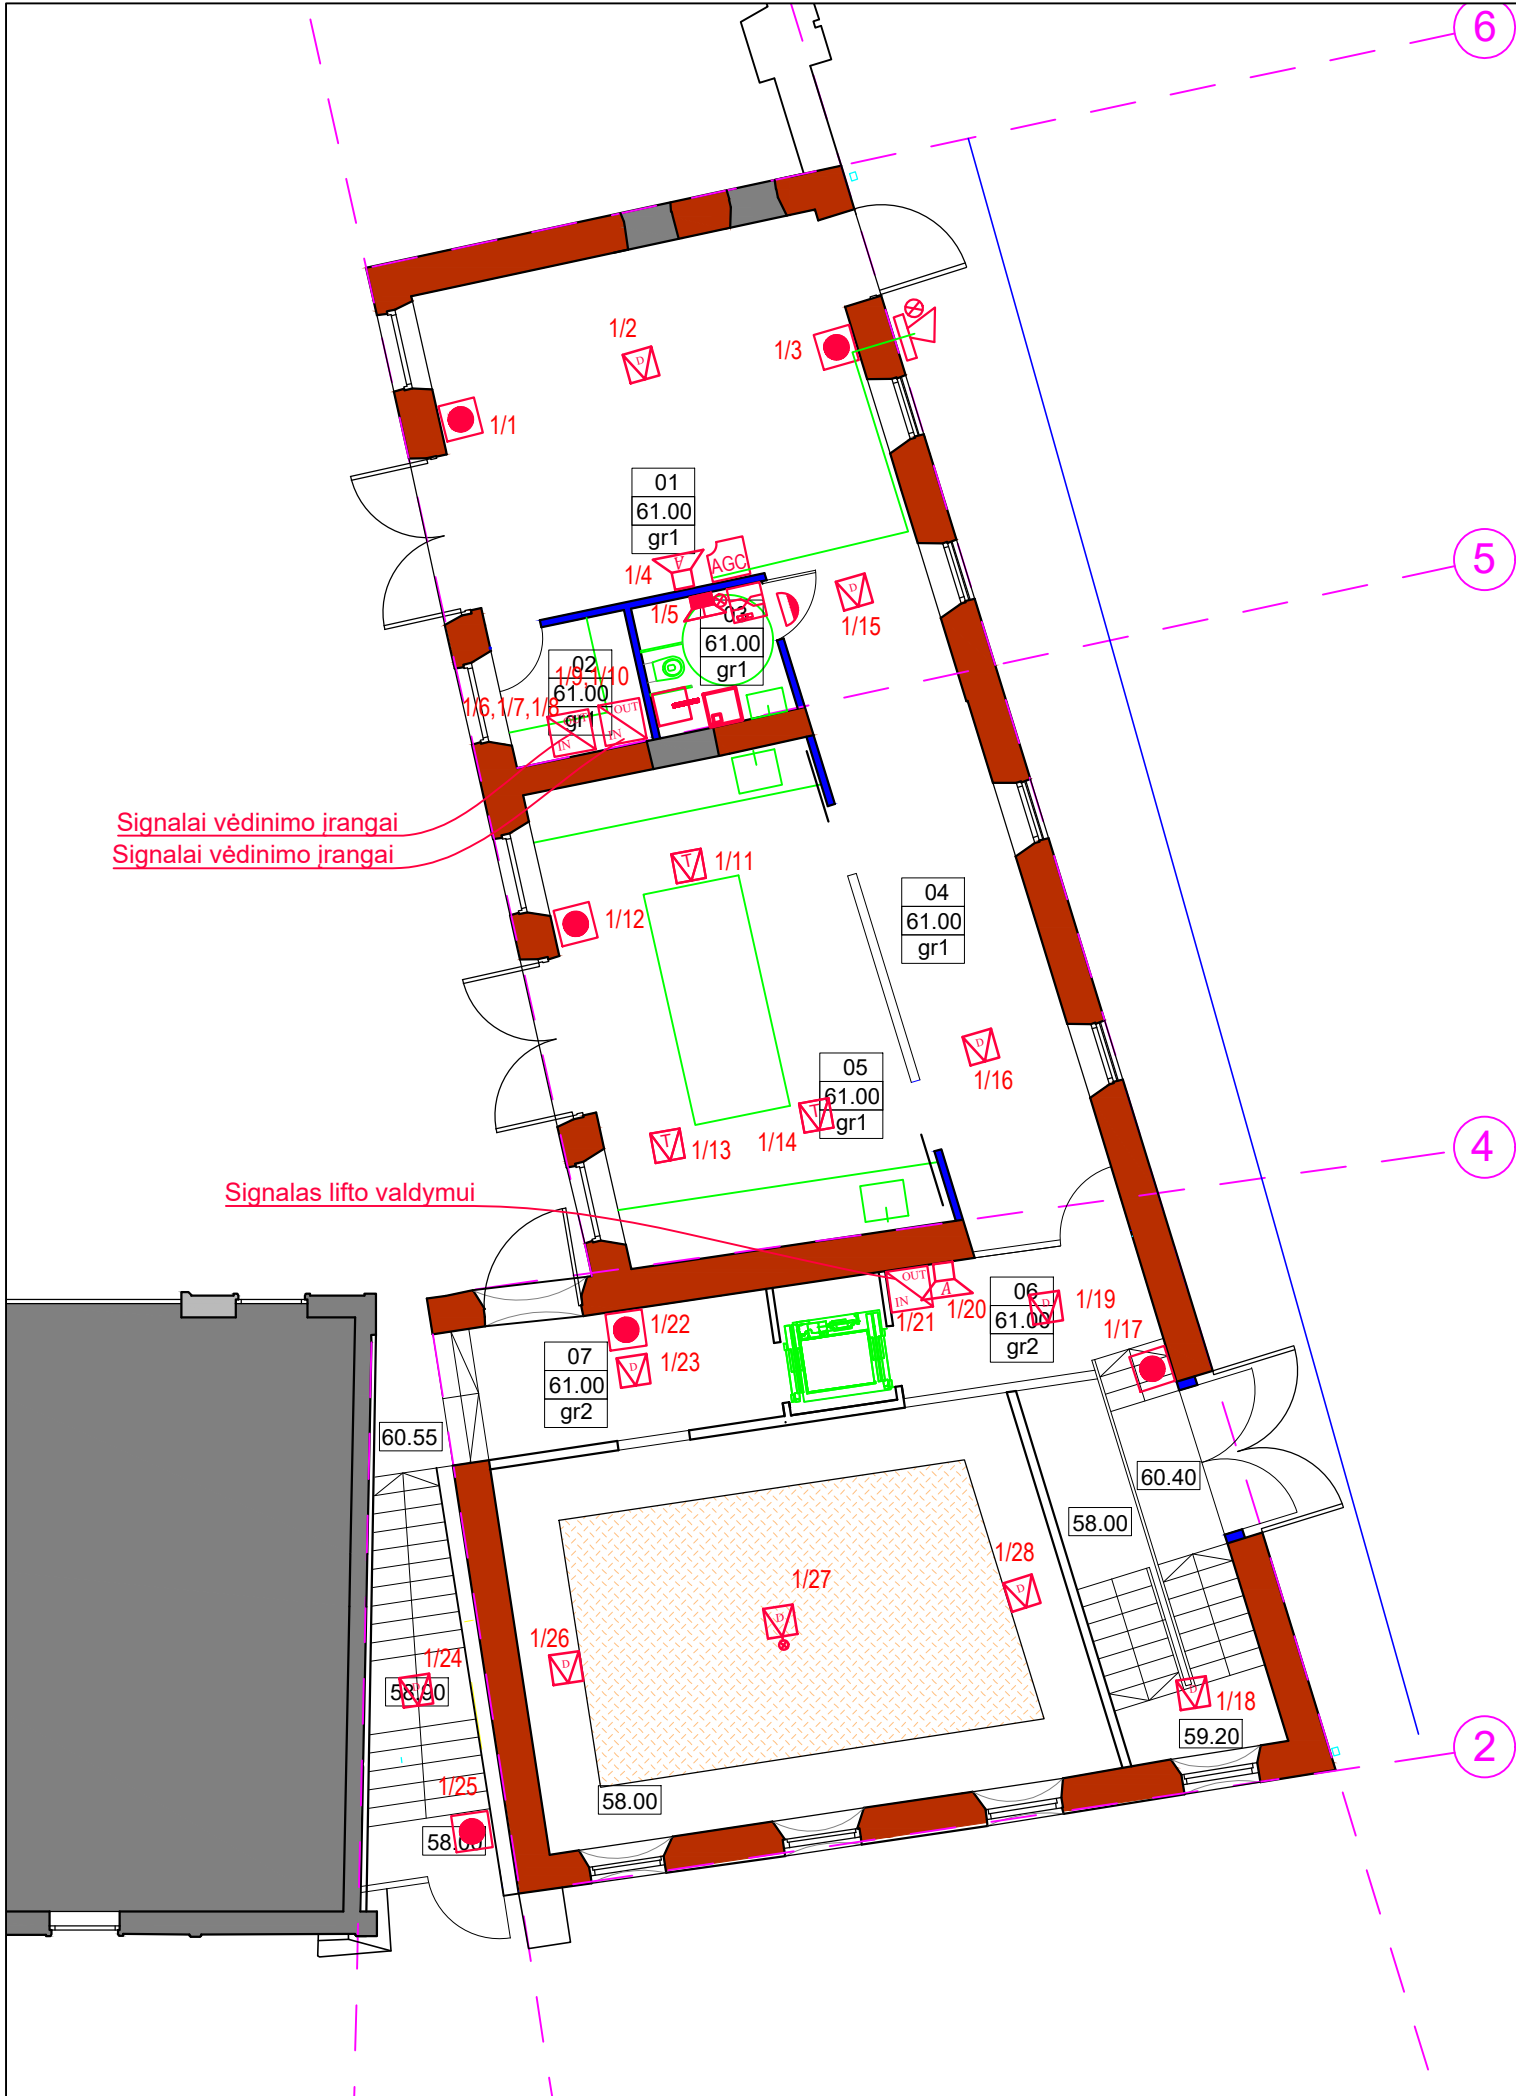 6
1/2
1/3
1/1
01
61.00
gr1
A
AGC
1/4
1/5
03
61.00
gr1
D
1/15
5
02
61.00
gr1
1/9,1/10
1/6,1/7,1/8
OUT
IN
OUT
IN
Signalai vėdinimo įrangai
Signalai vėdinimo įrangai
T
1/11
1/12
04
61.00
gr1
D
1/16
05
61.00
gr1
T
1/14
T
1/13
4
Signalas lifto valdymui
OUT
IN
1/21
A
1/20
06
61.00
gr2
D
1/19
1/17
1/22
D
1/23
07
61.00
gr2
60.55
60.40
58.00
1/28
D
1/27
D
1/26
D
1/24
58.90
D
1/18
59.20
2
1/25
58.00
58.00